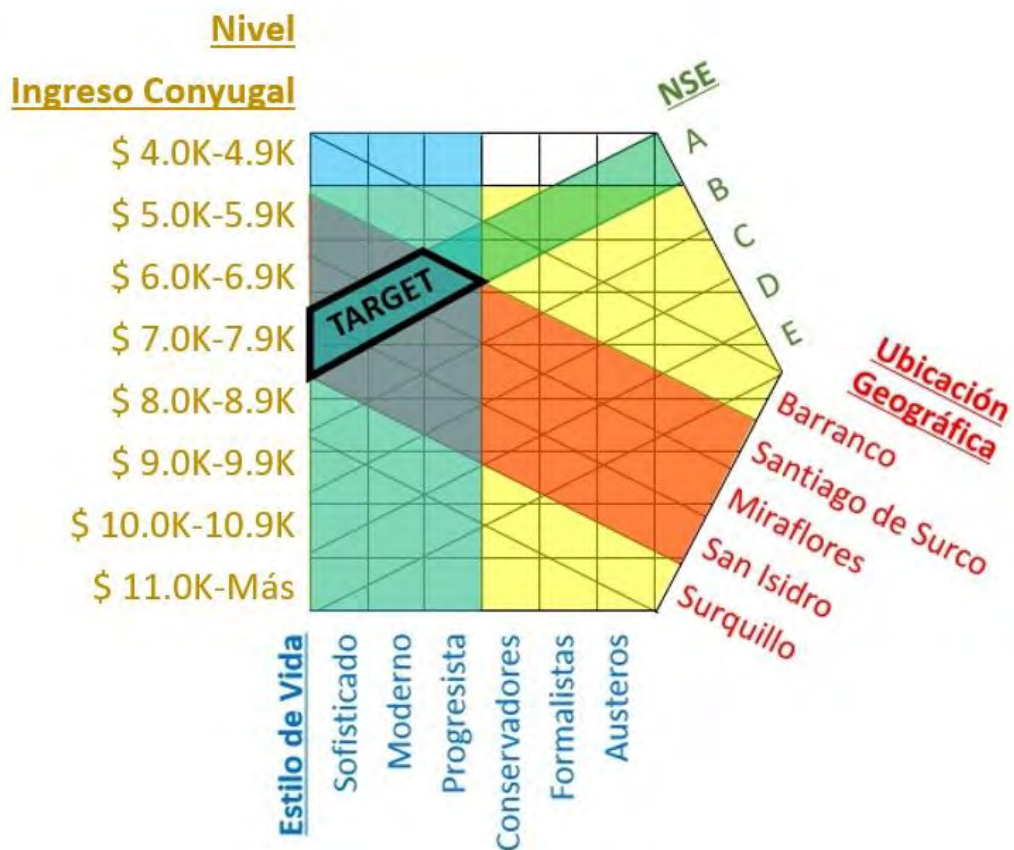 Nivel
Ingreso Conyugal
$ 4.0K-4.9K
$ 5.0K-5.9K
$ 6.0K-6.9K
$ 7.0K-7.9K
$ 8.0K-8.9K
$ 9.0K-9.9K
$ 10.0K-10.9K
$ 11.0K-Más
NSE
A
B
C
D
E
TARGET
Ubicación
Geográfica
Barranco
Santiago de Surco
Miraflores
San Isidro
Surquillo
Estilo de Vida
Sofisticado
Moderno
Progresista
Conservadores
Formalistas
Austeros